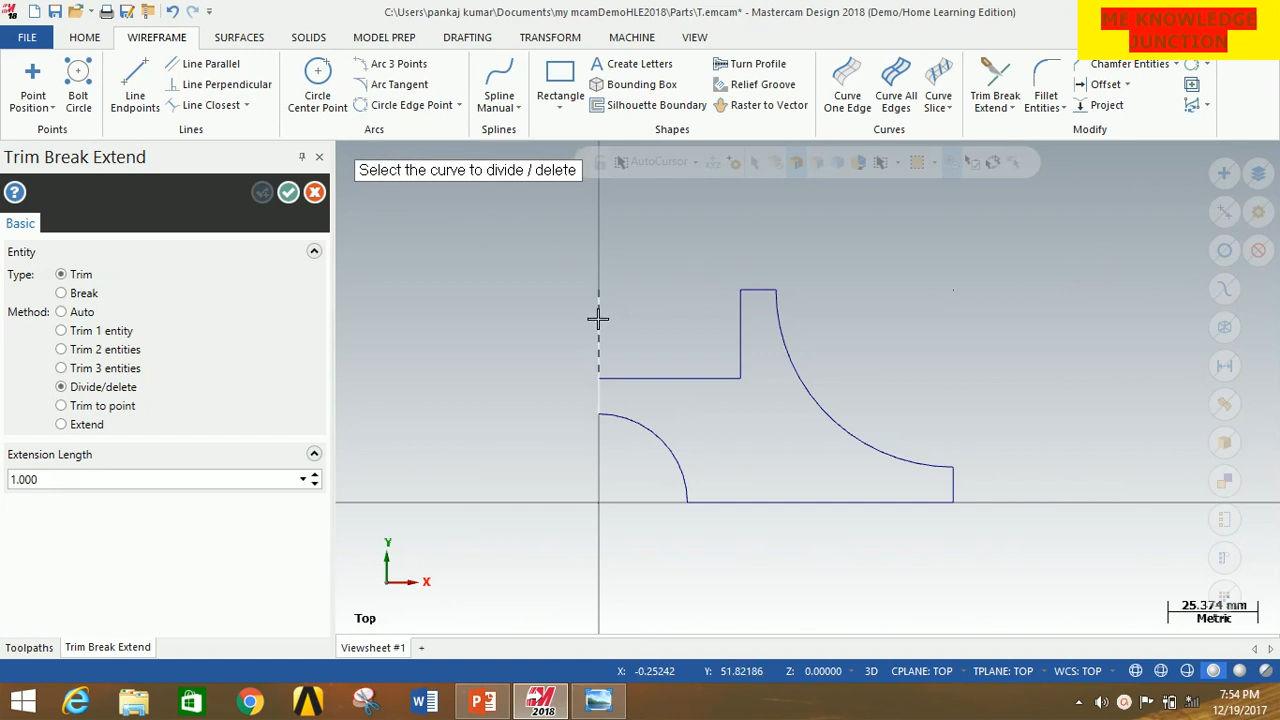 C:\Users\pankaj kumar\Documents\my mcamDemoHLE2018\Parts\T.emcam* - Mastercam Design 2018 (Demo/Home Learning Edition)
ME KNOWLEDGE
JUNCTION
FILE HOME WIREFRAME SURFACES SOLIDS MODEL PREP DRAFTING TRANSFORM MACHINE VIEW
Point
Position
Bolt
Circle
Points
Line
Endpoints
Line Parallel
Line Perpendicular
Line Closest
Lines
Circle
Center Point
Arc 3 Points
Arc Tangent
Circle Edge Point
Arcs
Spline
Manual
Splines
Rectangle
Create Letters
Bounding Box
Silhouette Boundary
Turn Profile
Relief Groove
Raster to Vector
Shapes
Curve
One Edge
Curve All
Edges
Curve
Slice
Curves
Trim Break
Extend
Fillet
Entities
Chamfer Entities
Offset
Project
Modify
Trim Break Extend
Basic
Entity
Type: Trim
Break
Method: Auto
Trim 1 entity
Trim 2 entities
Trim 3 entities
Divide/delete
Trim to point
Extend
Extension Length
1.000
Select the curve to divide / delete
AutoCursor
Y
X
Top
25.374 mm
Metric
Toolpaths Trim Break Extend
Viewsheet #1 +
X: -0.25242 Y: 51.82186 Z: 0.00000 3D CPLANE: TOP TPLANE: TOP WCS: TOP
2018
7:54 PM
12/19/2017